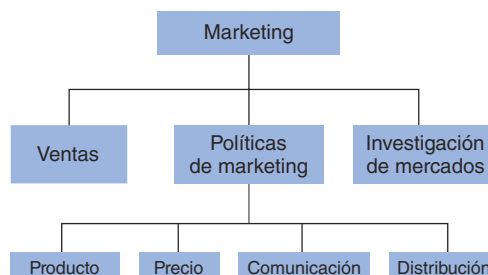 Marketing
Ventas
Políticas
de marketing
Investigación
de mercados
Producto
Precio
Comunicación
Distribución